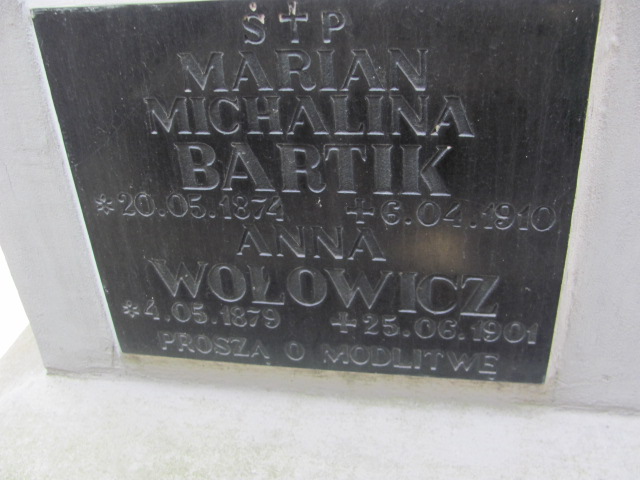 Ś✝P
MARIAN
MICHALINA
BARTIK
*20.05.1874 +6.04.1910
ANNA
WOŁOWICZ
*4.05.1879 +25.06.1901
PROSZĄ O MODLITWĘ